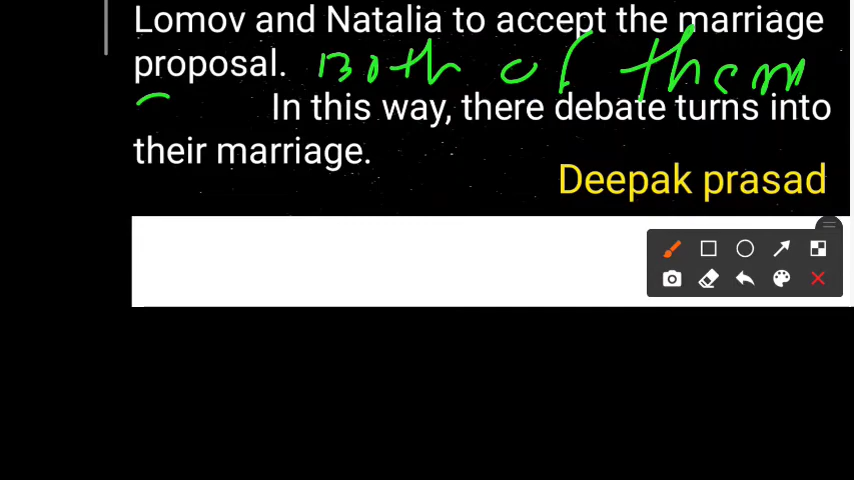 Lomov and Natalia to accept the marriage
proposal. Both of them
In this way, there debate turns into
their marriage.
Deepak prasad